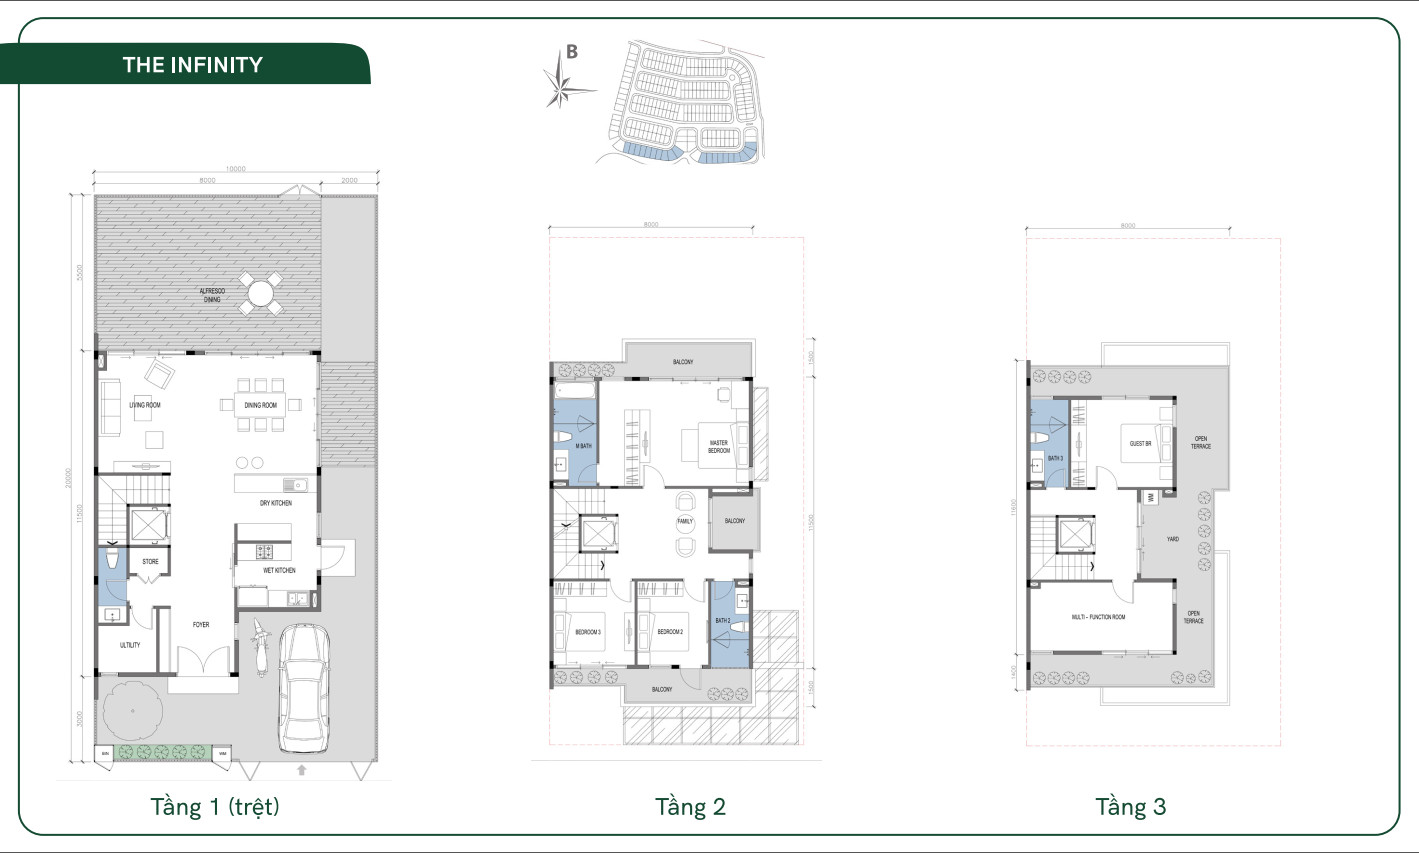 THE INFINITY
B
10000
8000
2000
5500
20000
11500
3000
ALFRESCO
DINING
LIVING ROOM
DINING ROOM
DRY KITCHEN
STORE
WET KITCHEN
FOYER
ULTILITY
BIN
WM
Tầng 1 (trệt)
8000
1500
11500
1500
BALCONY
M BATH
MASTER
BEDROOM
FAMILY
BALCONY
BEDROOM 3
BEDROOM 2
BATH 2
BALCONY
Tầng 2
8000
11600
1400
GUEST BR
OPEN
TERRACE
BATH 3
WM
YARD
MULTI - FUNCTION ROOM
OPEN
TERRACE
Tầng 3